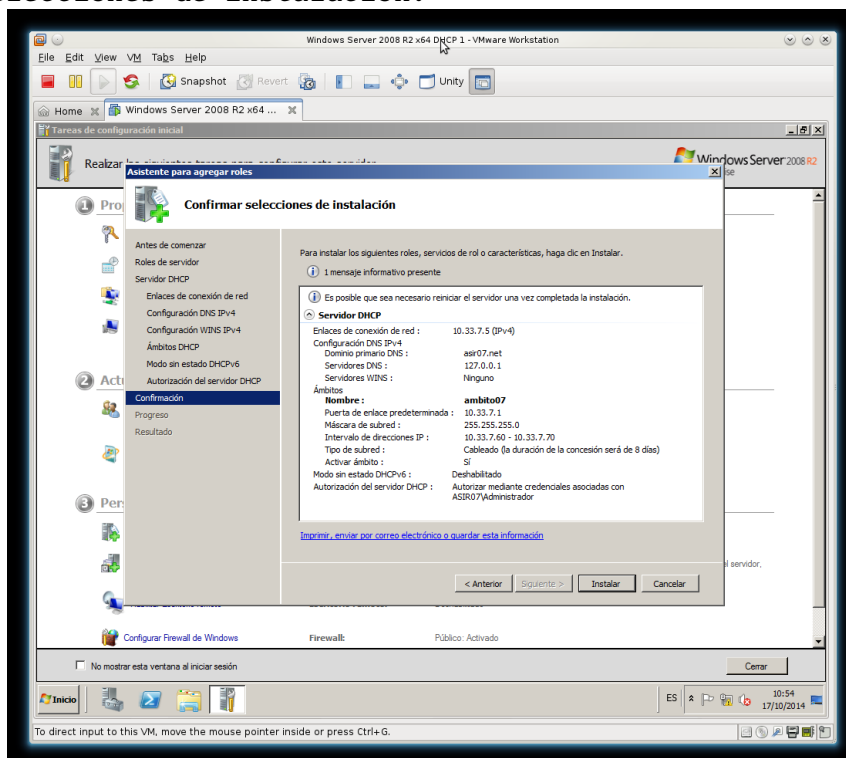 Windows Server 2008 R2 x64 DHCP 1 - VMware Workstation
File Edit View VM Tabs Help
Snapshot Revert Unity
Home Windows Server 2008 R2 x64 ...
Tareas de configuración inicial
Realizar
Windows Server 2008 R2
Asistente para agregar roles
Confirmar selecciones de instalación
1
Antes de comenzar
Roles de servidor
Servidor DHCP
Enlaces de conexión de red
Configuración DNS IPv4
Configuración WINS IPv4
Ámbitos DHCP
Modo sin estado DHCPv6
Autorización del servidor DHCP
Confirmación
Progreso
Resultado
2
3
Para instalar los siguientes roles, servicios de rol o características, haga clic en Instalar.
1 mensaje informativo presente
Es posible que sea necesario reiniciar el servidor una vez completada la instalación.
Servidor DHCP
Enlaces de conexión de red : 10.33.7.5 (IPv4)
Configuración DNS IPv4
Dominio primario DNS : asir07.net
Servidores DNS : 127.0.0.1
Servidores WINS : Ninguno
Ámbitos
Nombre : ambito07
Puerta de enlace predeterminada : 10.33.7.1
Máscara de subred : 255.255.255.0
Intervalo de direcciones IP : 10.33.7.60 - 10.33.7.70
Tipo de subred : Cableado (la duración de la concesión será de 8 días)
Activar ámbito : Sí
Modo sin estado DHCPv6 : Deshabilitado
Autorización del servidor DHCP : Autorizar mediante credenciales asociadas con
ASIR07\Administrador
Imprimir, enviar por correo electrónico o guardar esta información
servidor,
< Anterior Siguiente > Instalar Cancelar
Configurar Firewall de Windows Firewall: Público: Activado
No mostrar esta ventana al iniciar sesión Cerrar
Inicio ES 10:54
17/10/2014
To direct input to this VM, move the mouse pointer inside or press Ctrl+G.